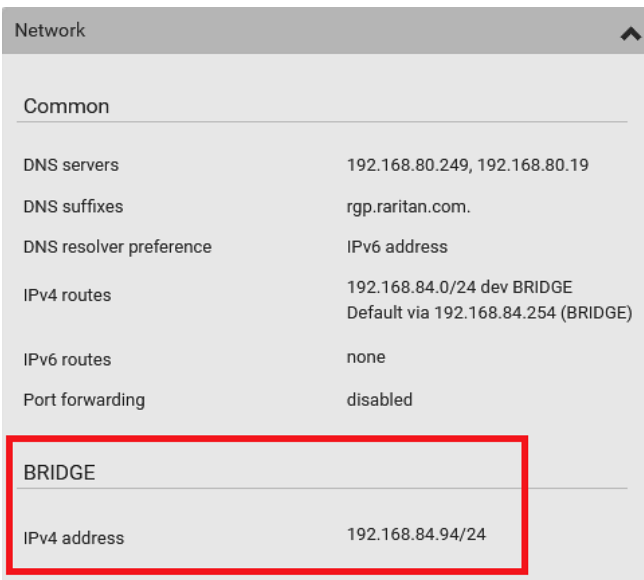 Network
Common
DNS servers 192.168.80.249, 192.168.80.19
DNS suffixes rgp.raritan.com.
DNS resolver preference IPv6 address
IPv4 routes 192.168.84.0/24 dev BRIDGE
Default via 192.168.84.254 (BRIDGE)
IPv6 routes none
Port forwarding disabled
BRIDGE
IPv4 address 192.168.84.94/24